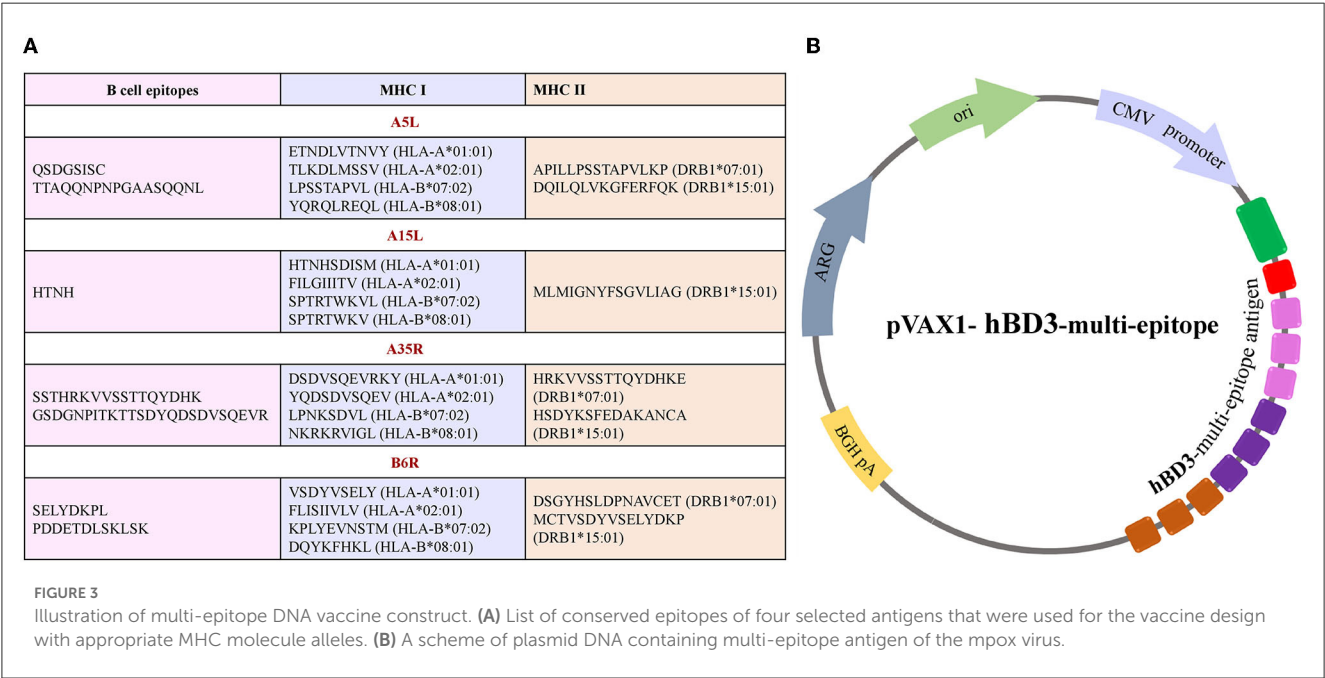 A
B
B cell epitopes
MHC I
MHC II
A5L
QSDGSISC
TTAQQNPNPGAASQQNL
ETNDLVTNVY (HLA-A*01:01)
TLKDLMSSV (HLA-A*02:01)
LPSSTAPVL (HLA-B*07:02)
YQRQLREQL (HLA-B*08:01)
APILLPSSTAPVLKP (DRB1*07:01)
DQILQLVKGFERFQK (DRB1*15:01)
A15L
HTNH
HTNHSDISM (HLA-A*01:01)
FILGIIITV (HLA-A*02:01)
SPTRTWKVL (HLA-B*07:02)
SPTRTWKV (HLA-B*08:01)
MLMIGNYFSGVLIAG (DRB1*15:01)
A35R
SSTHRKVVSSTTQYDHK
GSDGNPITKTTSDYQDSDVSQEVR
DSDVSQEVRKY (HLA-A*01:01)
YQDSDVSQEV (HLA-A*02:01)
LPNKSDVL (HLA-B*07:02)
NKRKRVIGL (HLA-B*08:01)
HRKVVSSTTQYDHKE
(DRB1*07:01)
HSDYKSFEDAKANCA
(DRB1*15:01)
B6R
SELYDKPL
PDDETDLSKLSK
VSDYVSELY (HLA-A*01:01)
FLISIIVLV (HLA-A*02:01)
KPLYEVNSTM (HLA-B*07:02)
DQYKFHKL (HLA-B*08:01)
DSGYHSLDPNAVCET (DRB1*07:01)
MCTVSDYVSELYDKP
(DRB1*15:01)
ori
CMV promoter
ARG
pVAX1- hBD3-multi-epitope
hBD3-multi-epitope antigen
BGH pA
FIGURE 3
Illustration of multi-epitope DNA vaccine construct. (A) List of conserved epitopes of four selected antigens that were used for the vaccine design
with appropriate MHC molecule alleles. (B) A scheme of plasmid DNA containing multi-epitope antigen of the mpox virus.